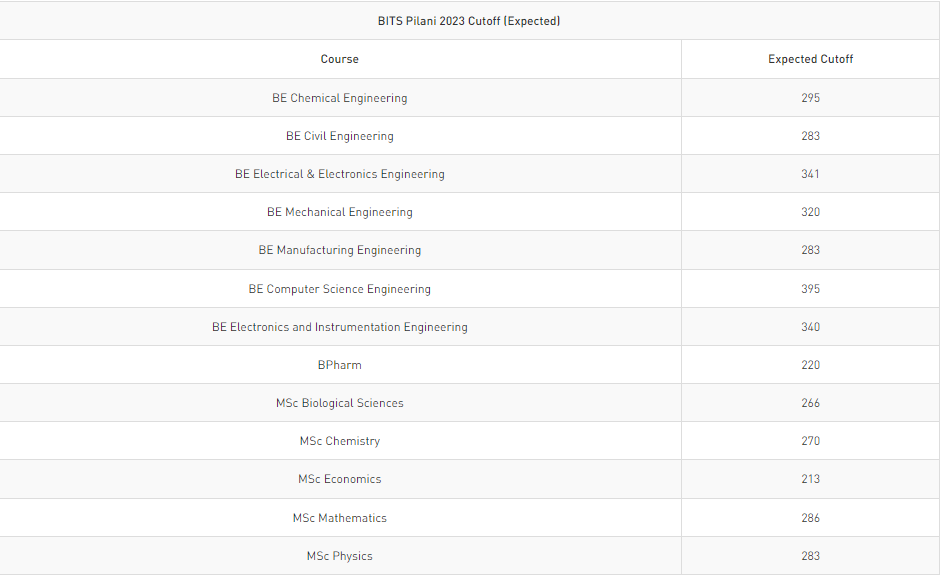 BITS Pilani 2023 Cutoff (Expected)
Course Expected Cutoff
BE Chemical Engineering 295
BE Civil Engineering 283
BE Electrical & Electronics Engineering 341
BE Mechanical Engineering 320
BE Manufacturing Engineering 283
BE Computer Science Engineering 395
BE Electronics and Instrumentation Engineering 340
BPharm 220
MSc Biological Sciences 266
MSc Chemistry 270
MSc Economics 213
MSc Mathematics 286
MSc Physics 283